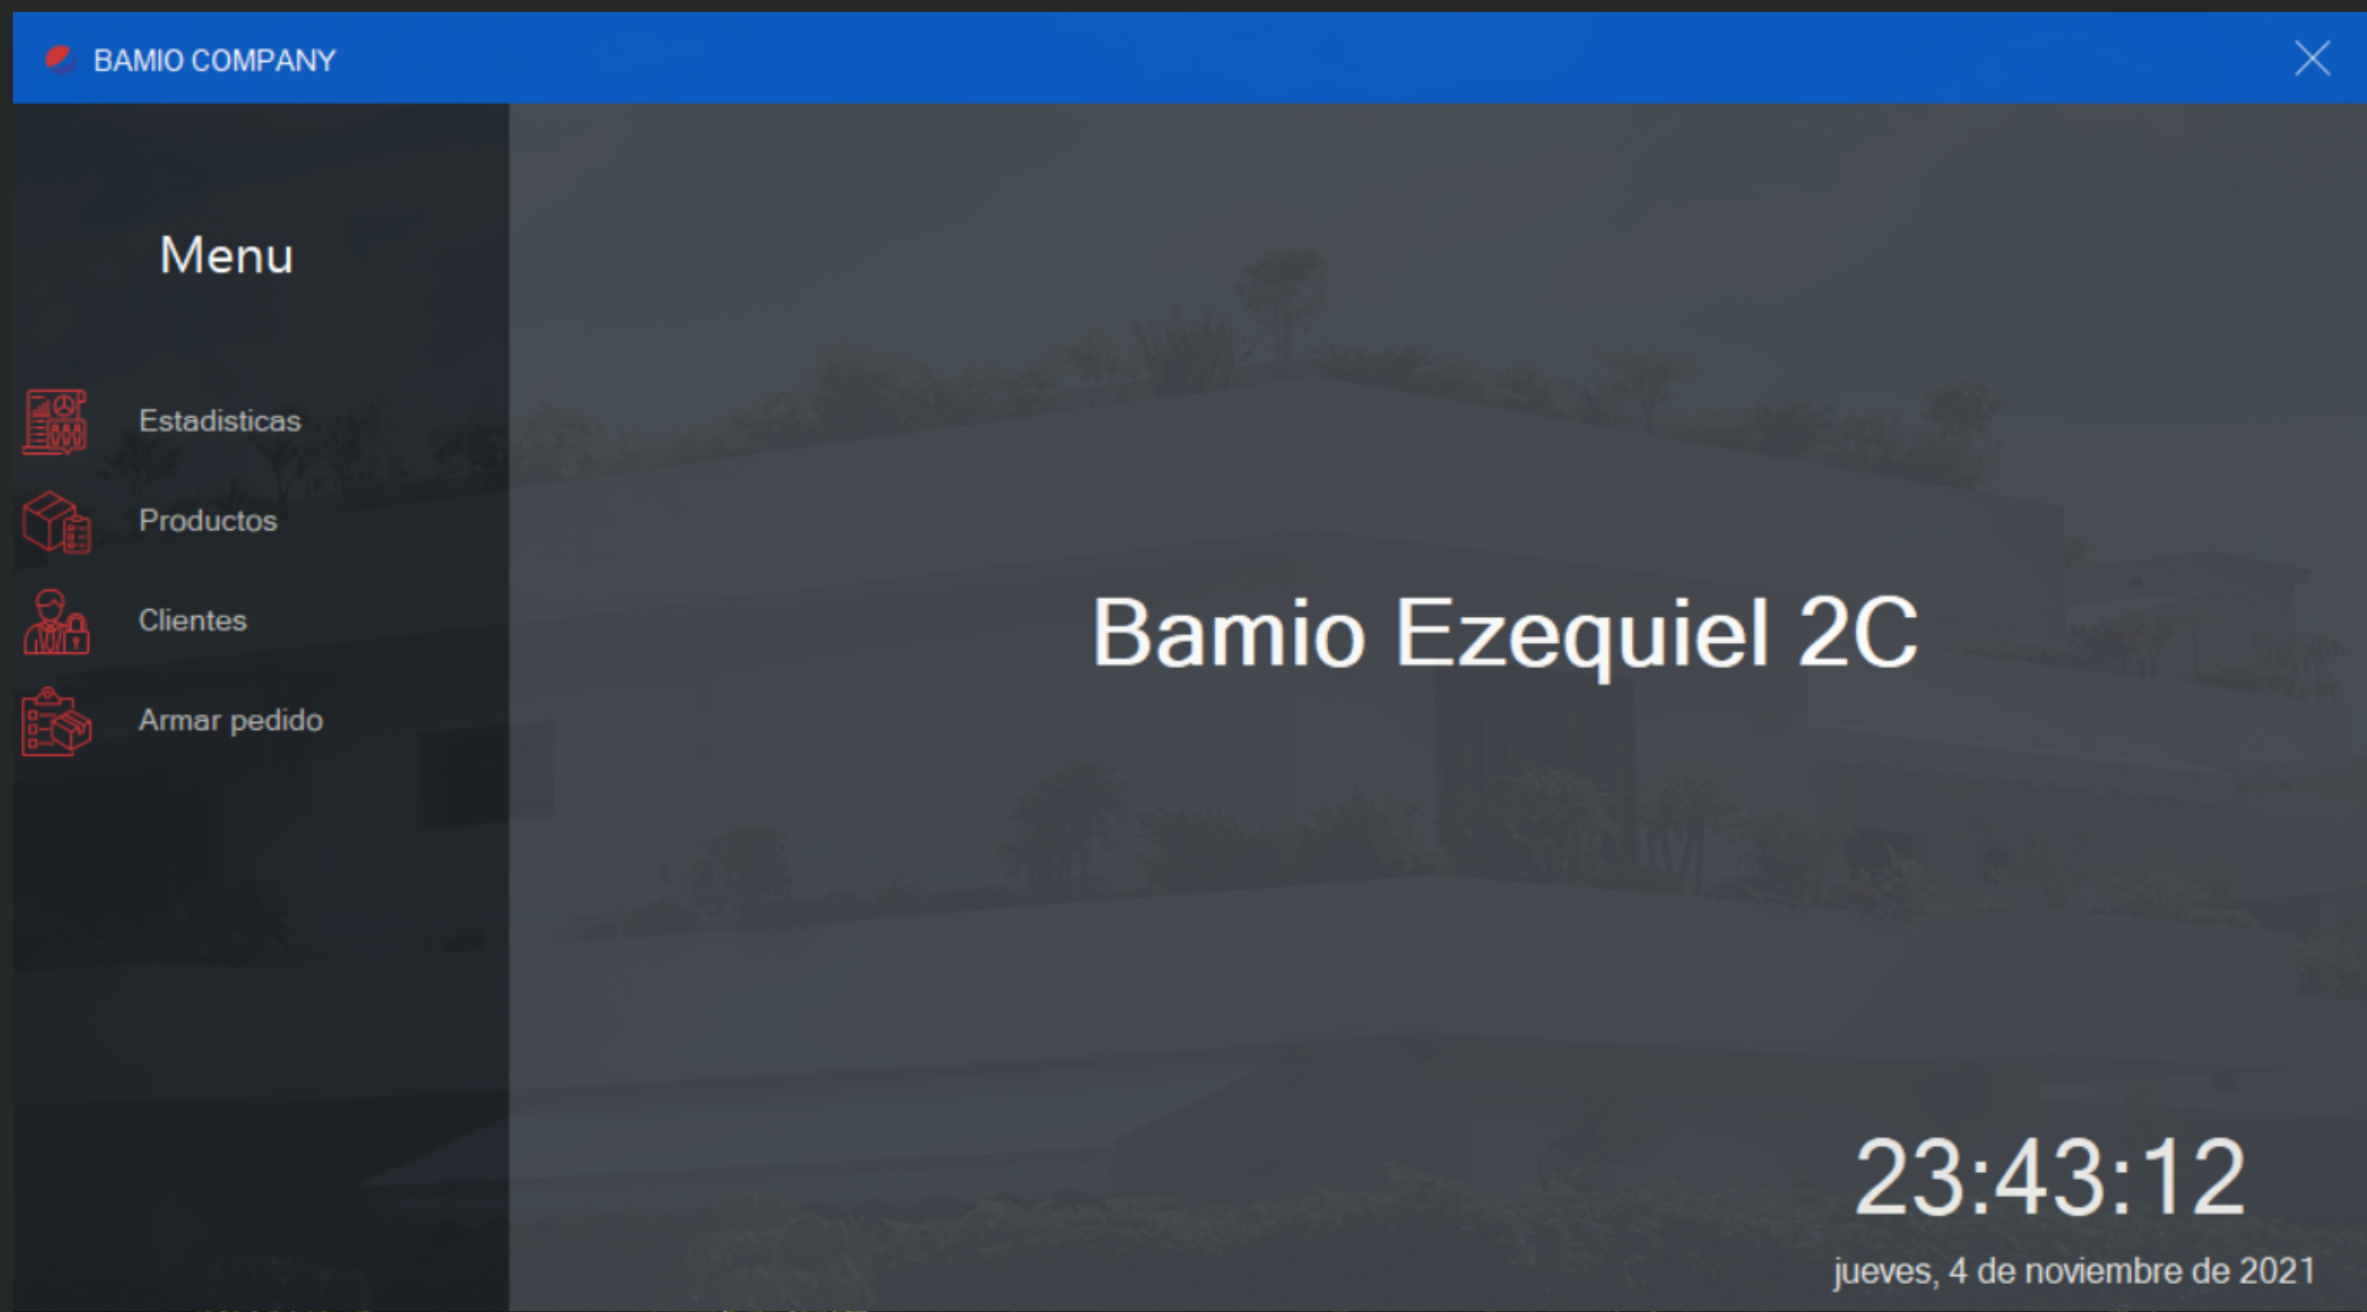 BAMIO COMPANY
Menu
Estadisticas
Productos
Clientes
Armar pedido
Bamio Ezequiel 2C
23:43:12
jueves, 4 de noviembre de 2021